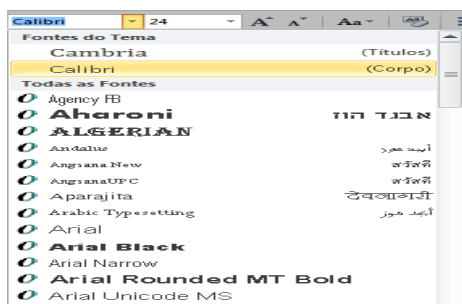 Calibri 24 A A Aa
Fontes do Tema
Cambria (Títulos)
Calibri (Corpo)
Todas as Fontes
O Agency FB
O Aharoni אבגד הוז
O ALGERIAN
O Andalus أبجد هوز
O Angsana New สวัสดี
O AngsanaUPC สวัสดี
O Aparajita देवनागरी
O Arabic Typesetting أبجد هوز
O Arial
O Arial Black
O Arial Narrow
O Arial Rounded MT Bold
O Arial Unicode MS